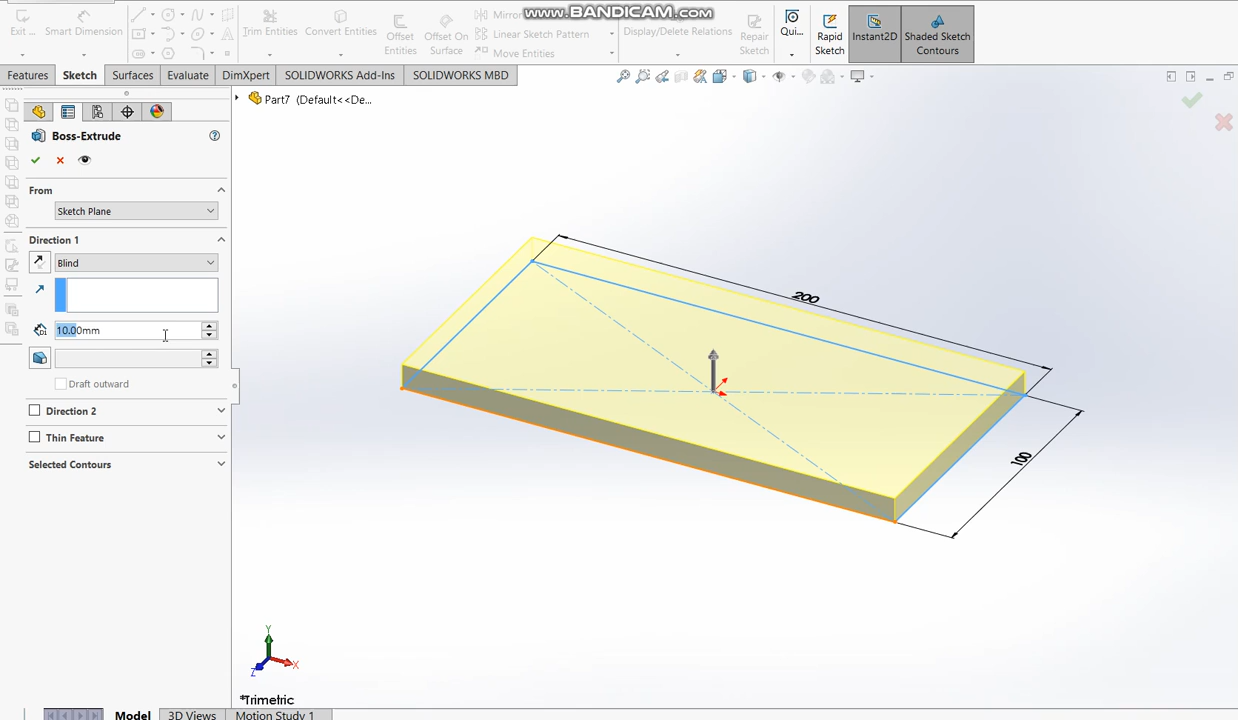 www.BANDICAM.com
Exit ...
Smart Dimension
Trim Entities
Convert Entities
Offset Entities
Offset On Surface
Mirror
Linear Sketch Pattern
Move Entities
Display/Delete Relations
Repair Sketch
Qui...
Rapid Sketch
Instant2D
Shaded Sketch Contours
Features
Sketch
Surfaces
Evaluate
DimXpert
SOLIDWORKS Add-Ins
SOLIDWORKS MBD
Part7 (Default<<De...
Boss-Extrude
From
Sketch Plane
Direction 1
Blind
10.00mm
Draft outward
Direction 2
Thin Feature
Selected Contours
200
100
Y
X
Z
*Trimetric
Model
3D Views
Motion Study 1